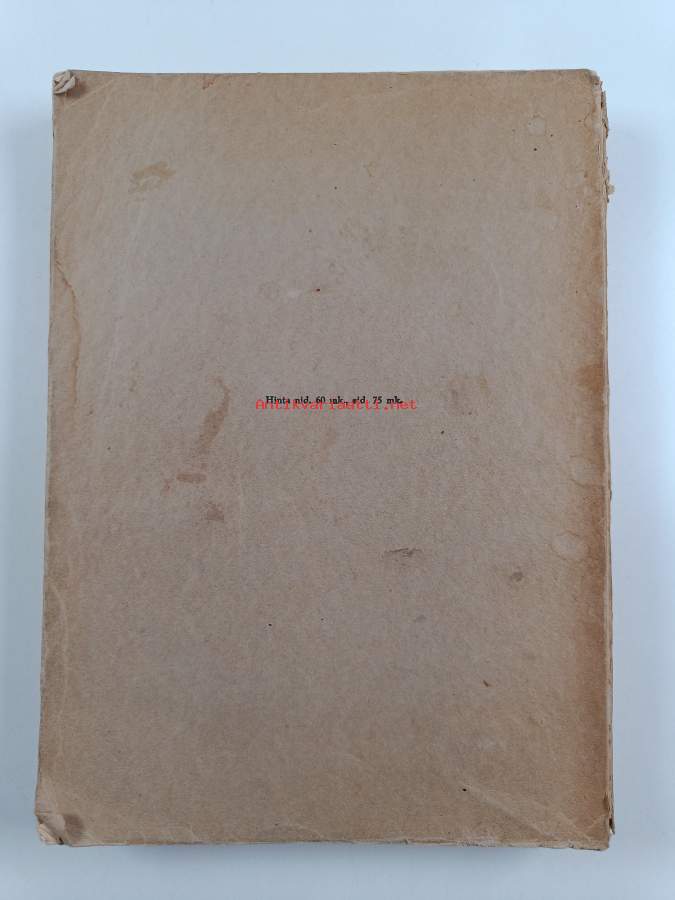 Hinta nid. 60 mk., sid. 75 mk.
Antikvariaatti.net